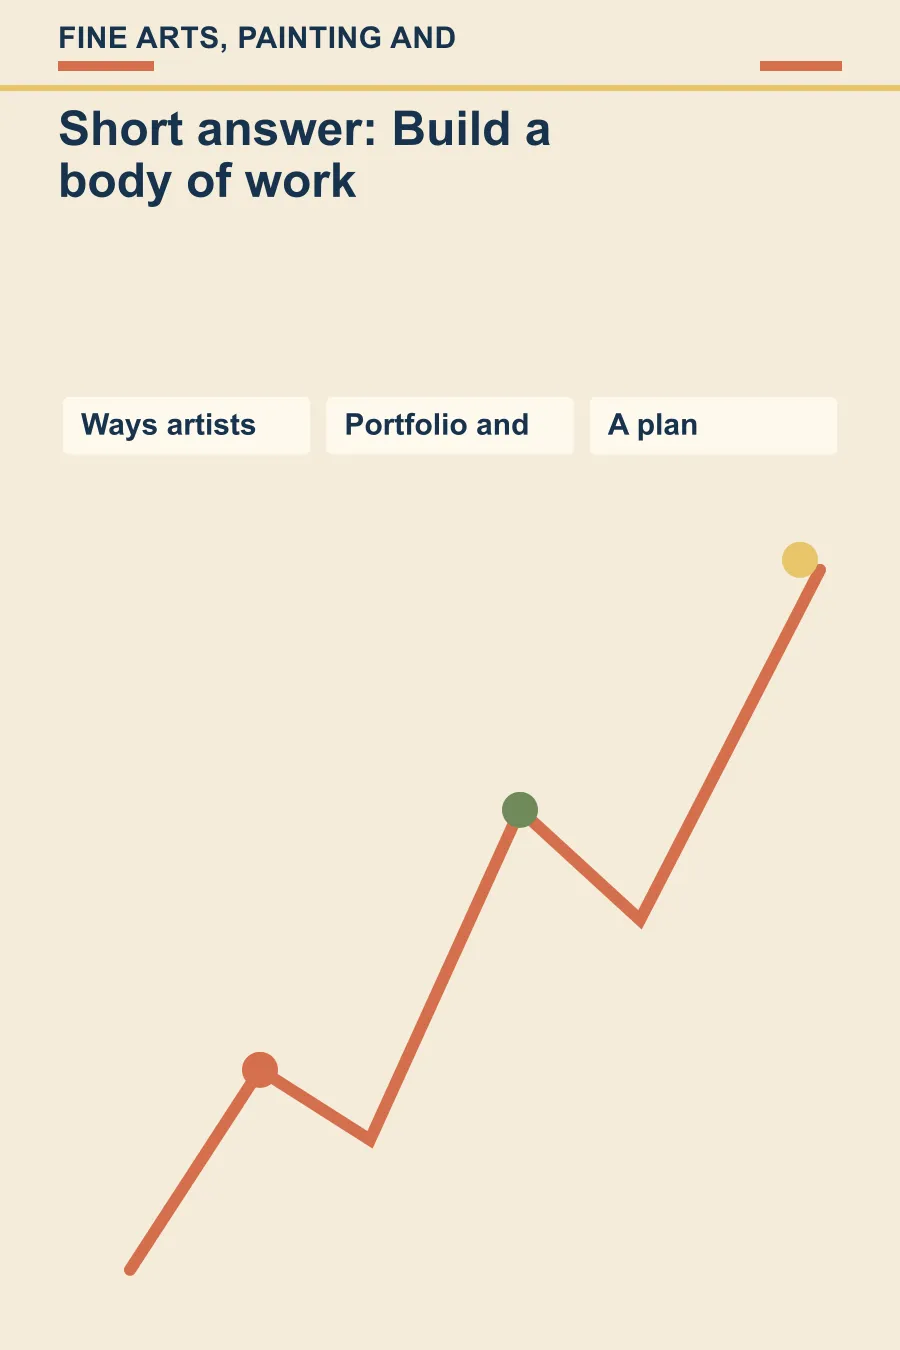 FINE ARTS, PAINTING AND
Short answer: Build a
body of work
Ways artists
Portfolio and
A plan